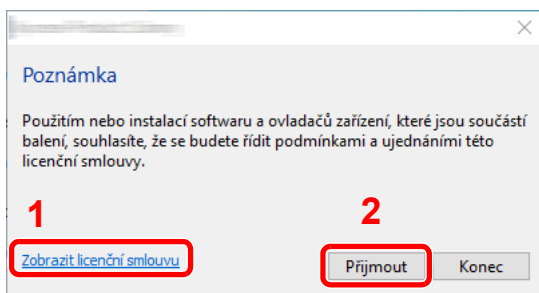 Poznámka
Použitím nebo instalací softwaru a ovladačů zařízení, které jsou součástí
balení, souhlasíte, že se budete řídit podmínkami a ujednáními této
licenční smlouvy.
1
2
Zobrazit licenční smlouvu
Přijmout
Konec